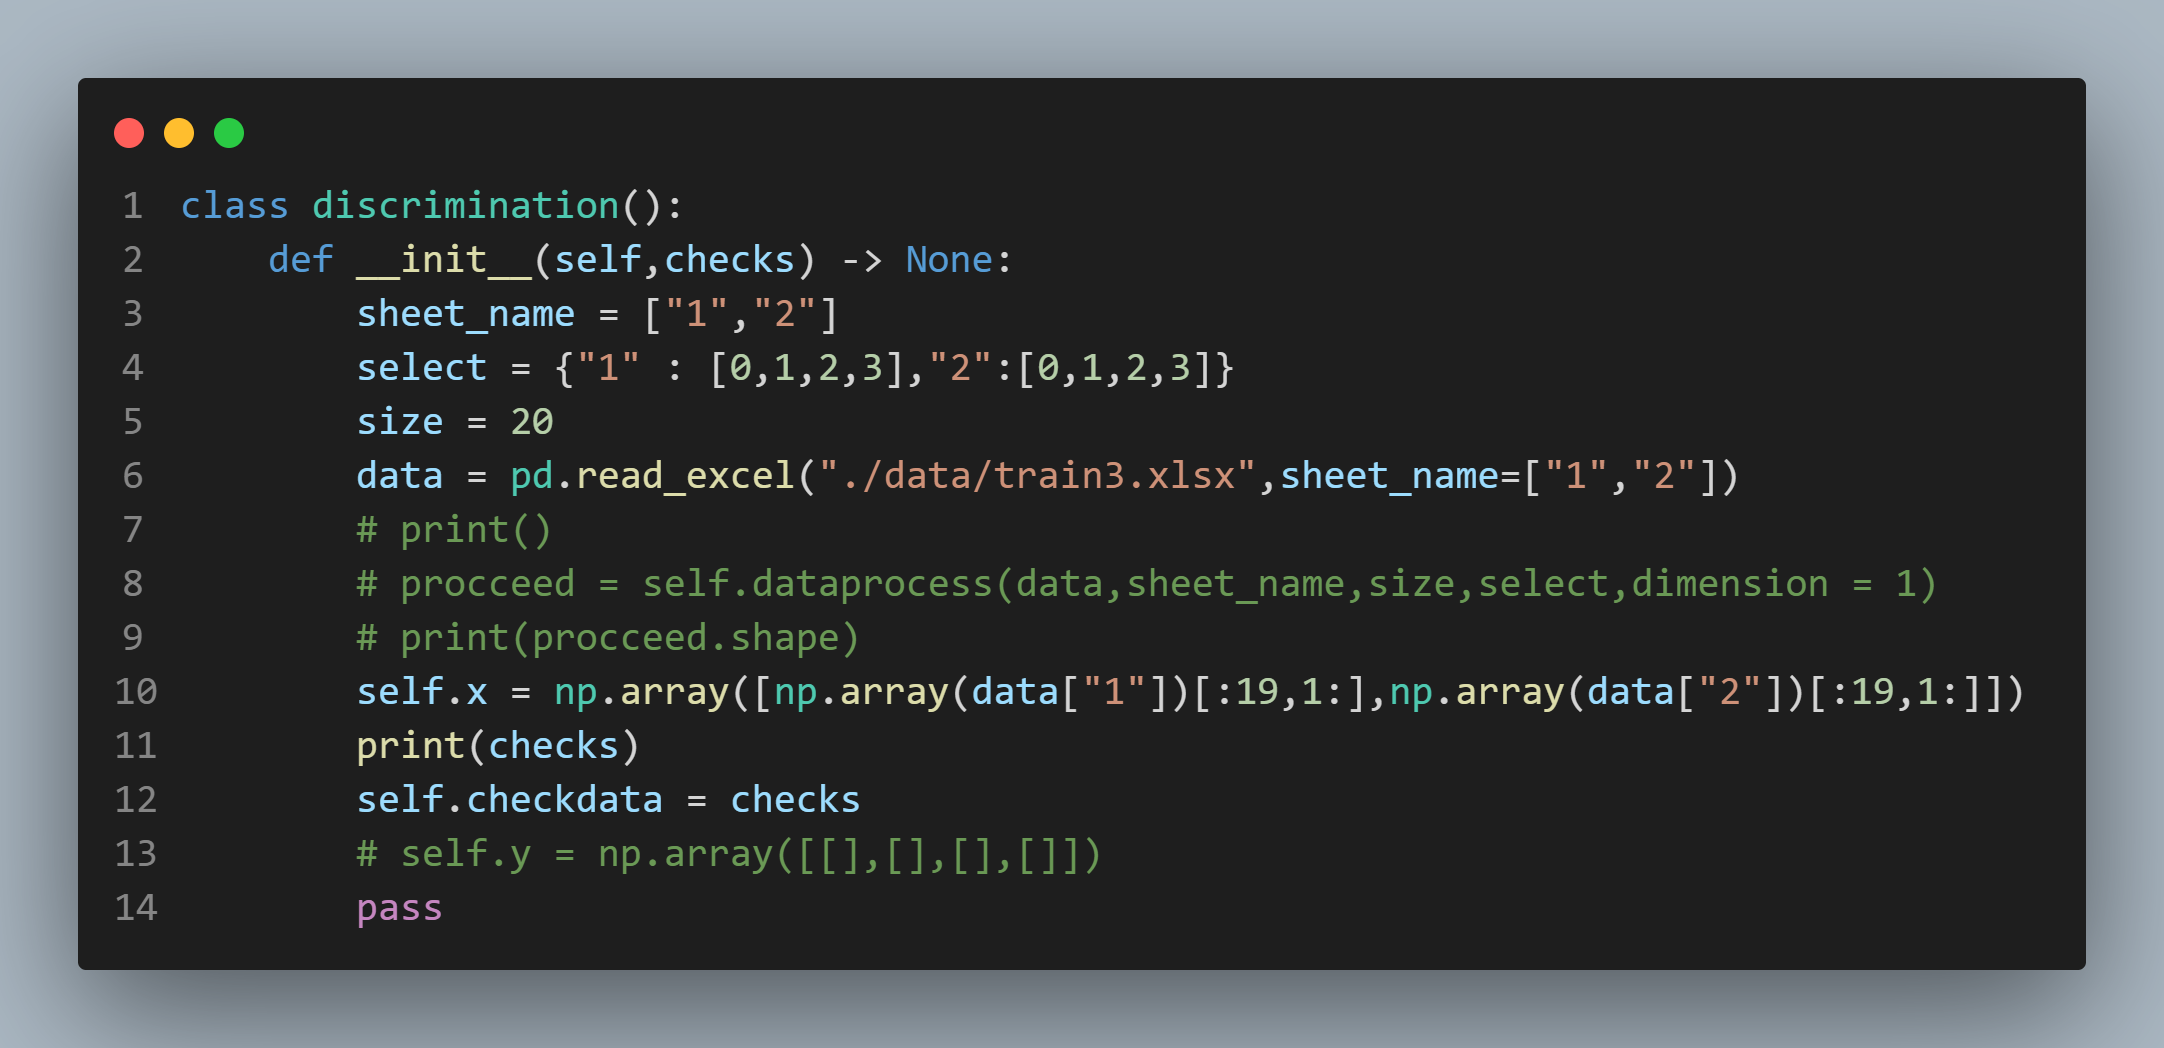 1 class discrimination():
2     def __init__(self,checks) -> None:
3         sheet_name = ["1","2"]
4         select = {"1" : [0,1,2,3],"2":[0,1,2,3]}
5         size = 20
6         data = pd.read_excel("./data/train3.xlsx",sheet_name=["1","2"])
7         # print()
8         # procceed = self.dataprocess(data,sheet_name,size,select,dimension = 1)
9         # print(procceed.shape)
10         self.x = np.array([np.array(data["1"])[:19,1:],np.array(data["2"])[:19,1:]])
11         print(checks)
12         self.checkdata = checks
13         # self.y = np.array([[],[],[],[]])
14         pass